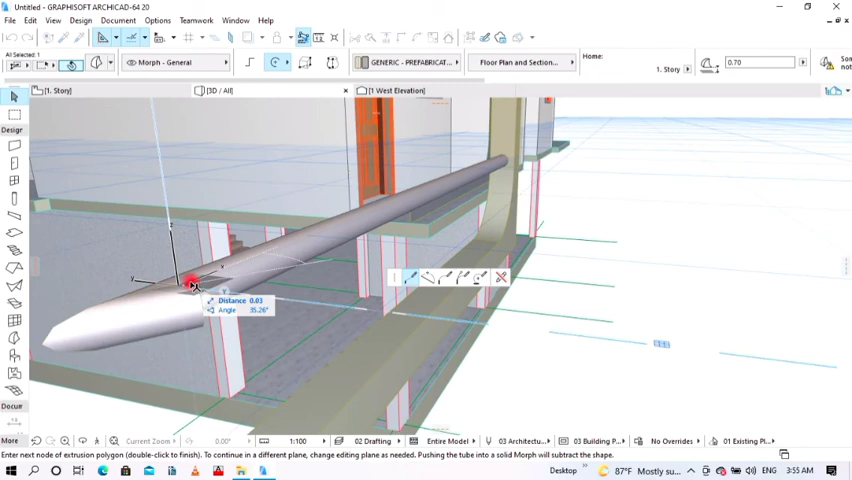 Untitled - GRAPHISOFT ARCHICAD-64 20
File Edit View Design Document Options Teamwork Window Help
All Selected: 1
Morph - General
GENERIC - PREFABRICAT...
Floor Plan and Section...
Home:
1. Story
0.70
Some
not
[1. Story]
[3D / All]
[1 West Elevation]
Design
Distance 0.03
Angle 35.26°
Docum
More
Current Zoom
0.00°
1:100
02 Drafting
Entire Model
03 Architectu...
03 Building P...
No Overrides
01 Existing Pl...
Enter next node of extrusion polygon (double-click to finish). To continue in a different plane, change editing plane as needed. Pushing the tube into a solid Morph will subtract the shape.
Desktop
87°F Mostly su...
ENG
3:55 AM